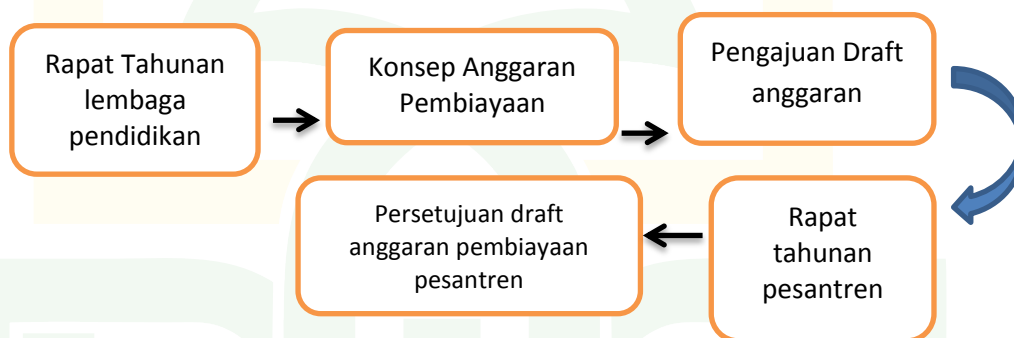 Rapat Tahunan
lembaga
pendidikan
Konsep Anggaran
Pembiayaan
Pengajuan Draft
anggaran
Rapat
tahunan
pesantren
Persetujuan draft
anggaran pembiayaan
pesantren